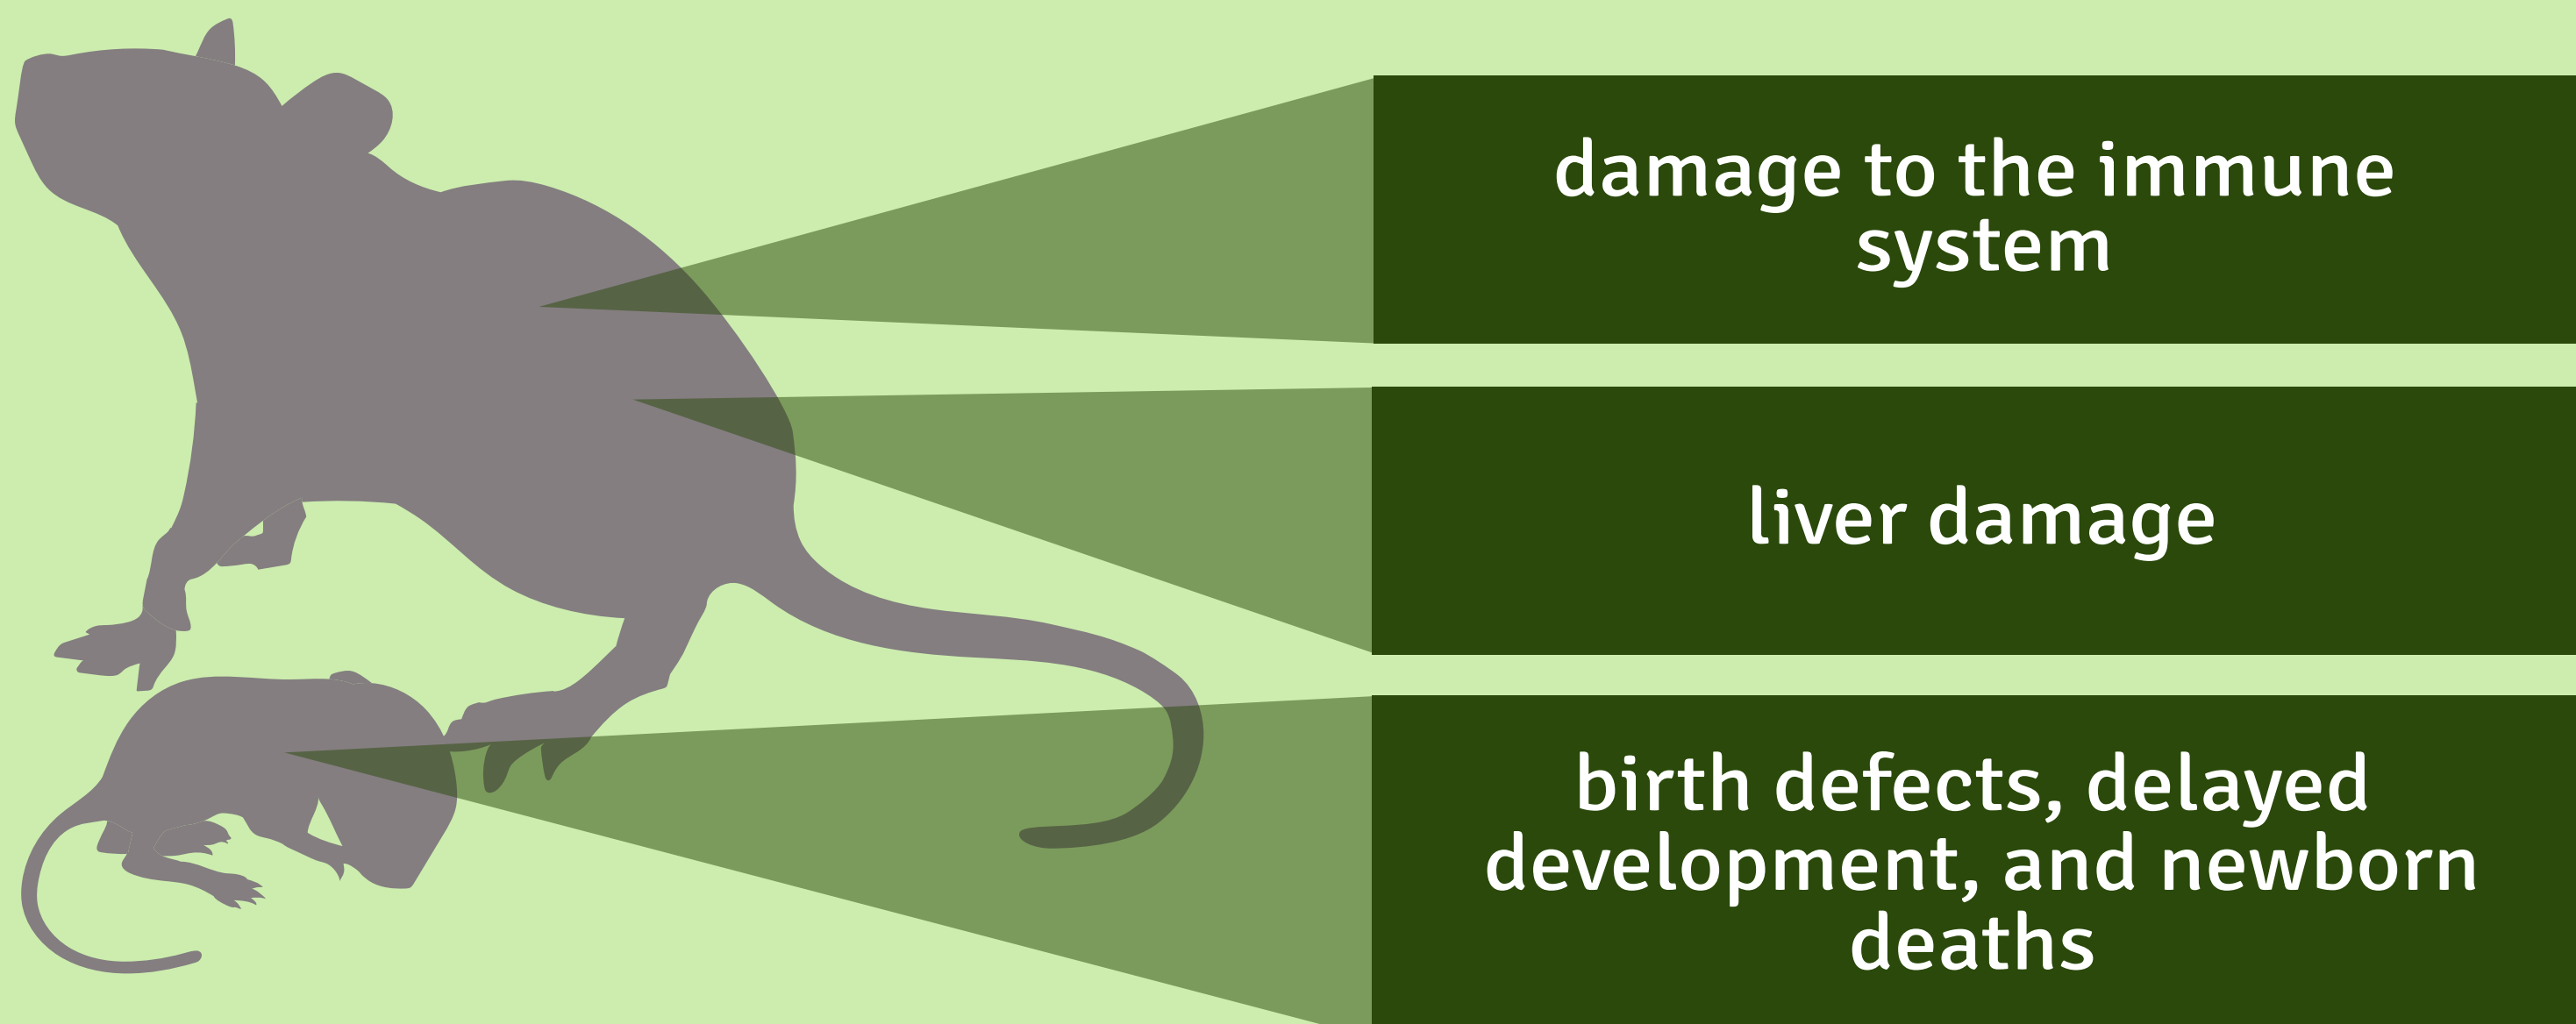 damage to the immune
system
liver damage
birth defects, delayed
development, and newborn
deaths